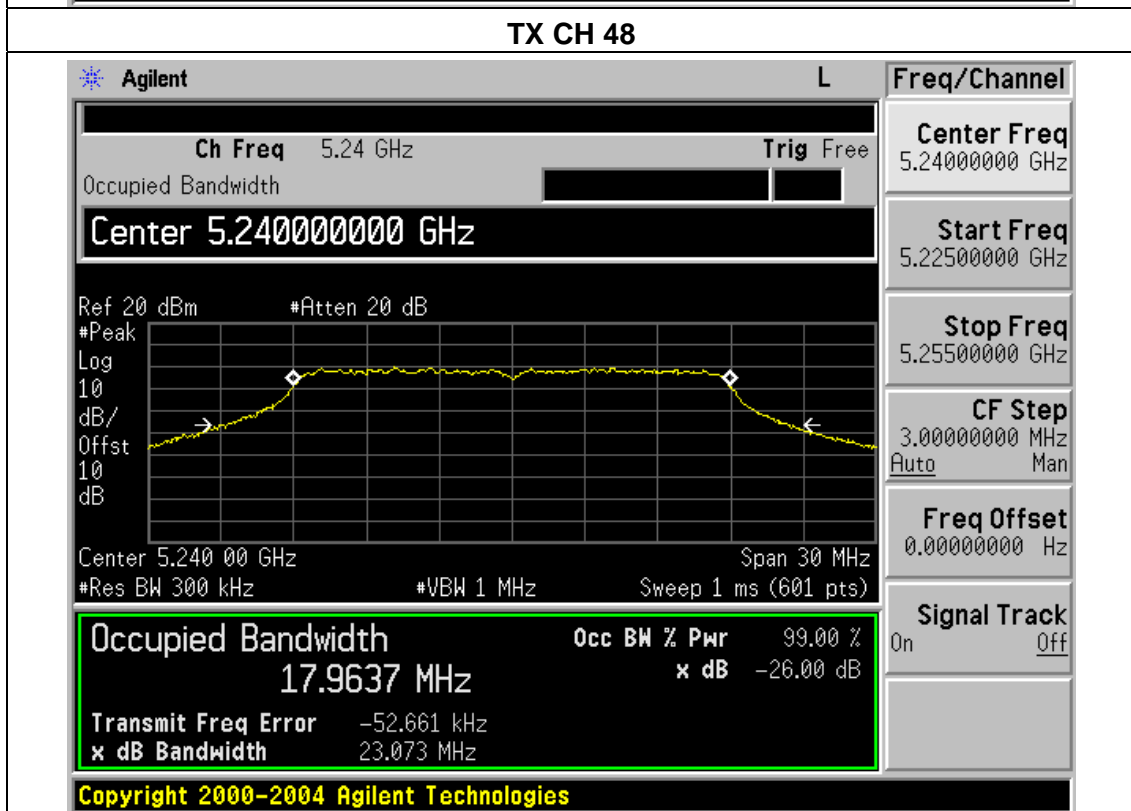 TX CH 48
Agilent L Freq/Channel
Ch Freq 5.24 GHz Trig Free
Occupied Bandwidth
Center 5.240000000 GHz
Ref 20 dBm #Atten 20 dB
#Peak
Log
10
dB/
Offst
10
dB
Center 5.240 00 GHz Span 30 MHz
#Res BW 300 kHz #VBW 1 MHz Sweep 1 ms (601 pts)
Occupied Bandwidth Occ BW % Pwr 99.00 %
17.9637 MHz x dB -26.00 dB
Transmit Freq Error -52.661 kHz
x dB Bandwidth 23.073 MHz
Center Freq
5.24000000 GHz
Start Freq
5.22500000 GHz
Stop Freq
5.25500000 GHz
CF Step
3.00000000 MHz
Auto Man
Freq Offset
0.00000000 Hz
Signal Track
On Off
Copyright 2000-2004 Agilent Technologies